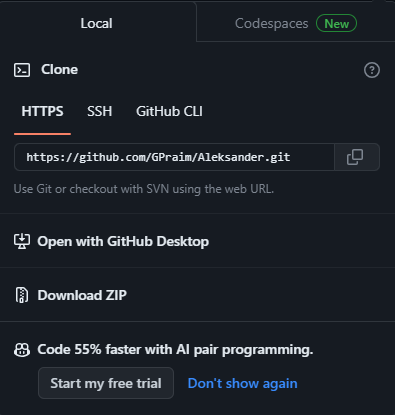 Local
Codespaces New
Clone
HTTPS SSH GitHub CLI
https://github.com/GPraim/Aleksander.git
Use Git or checkout with SVN using the web URL.
Open with GitHub Desktop
Download ZIP
Code 55% faster with AI pair programming.
Start my free trial Don't show again